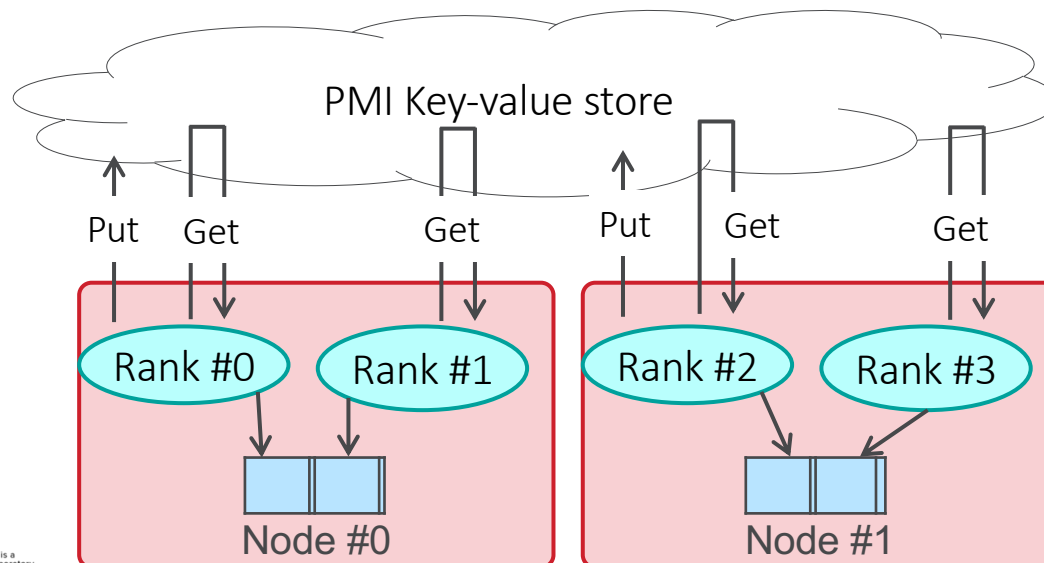 PMI Key-value store
Put Get Get Put Get Get
Rank #0 Rank #1 Rank #2 Rank #3
Node #0 Node #1
is a